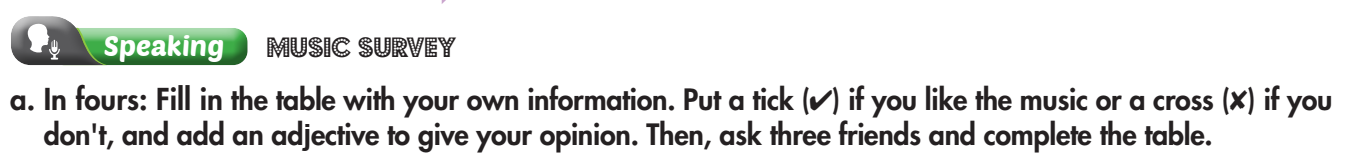 Speaking MUSIC SURVEY
a. In fours: Fill in the table with your own information. Put a tick (✔) if you like the music or a cross (✘) if you
don't, and add an adjective to give your opinion. Then, ask three friends and complete the table.